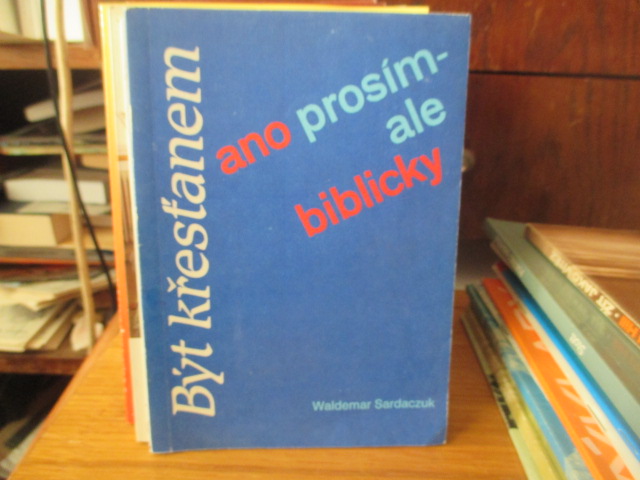 Být křesťanem
ano prosím-
ale
biblicky
Waldemar Sardaczuk